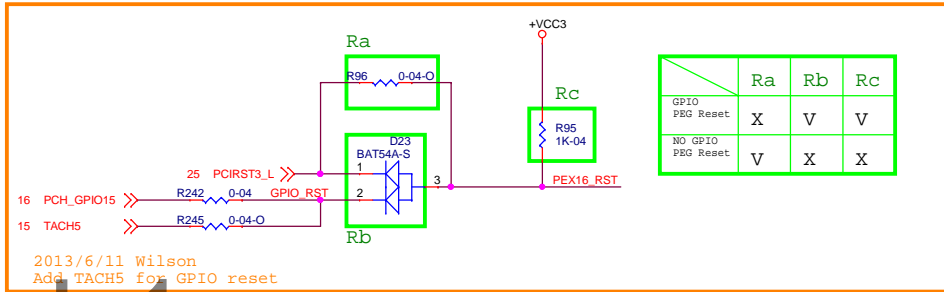 +VCC3
Ra
R96 0-04-O
Rc
R95
1K-04
D23
BAT54A-S
25 PCIRST3_L
1
2
3
PEX16_RST
16 PCH_GPIO15
R242 0-04
GPIO_RST
15 TACH5
R245 0-04-O
Rb
2013/6/11 Wilson
Add TACH5 for GPIO reset
Ra Rb Rc
GPIO
PEG Reset
X V V
NO GPIO
PEG Reset
V X X